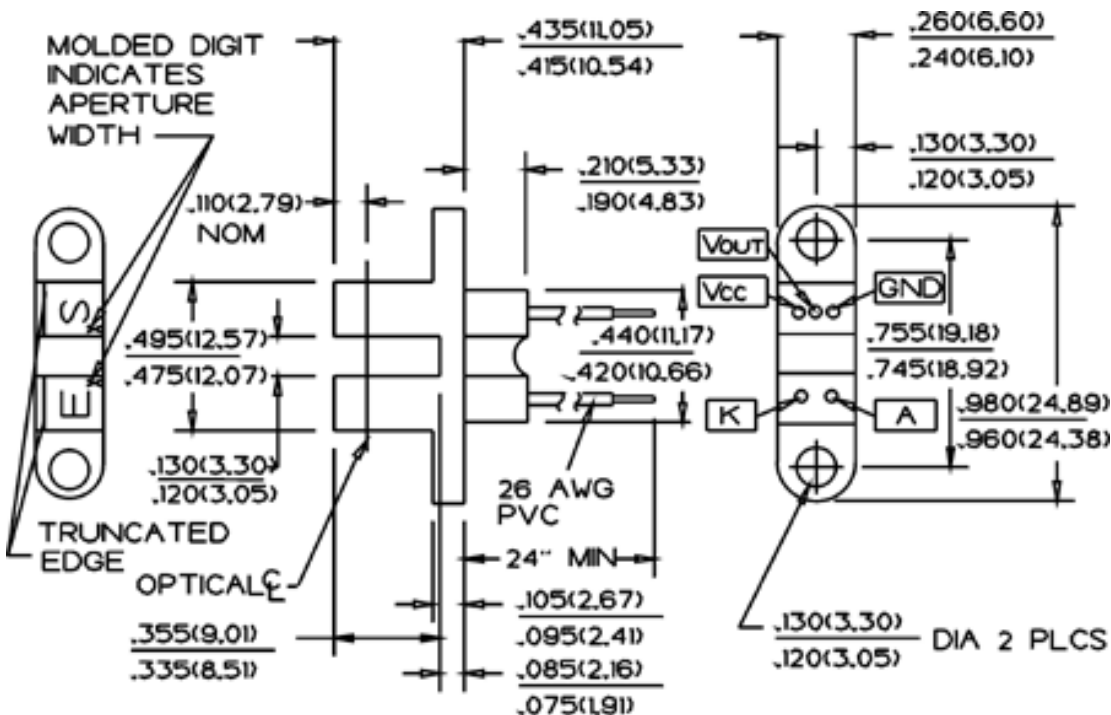 MOLDED DIGIT
INDICATES
APERTURE
WIDTH
.435(11.05)
.415(10.54)
.260(6.60)
.240(6.10)
.130(3.30)
.120(3.05)
.210(5.33)
.190(4.83)
.110(2.79)
NOM
VOUT
VCC
GND
S
E
.495(12.57)
.475(12.07)
.440(11.17)
.420(10.66)
.755(19.18)
.745(18.92)
K
A
.980(24.89)
.960(24.38)
.130(3.30)
.120(3.05)
26 AWG
PVC
TRUNCATED
EDGE
24" MIN
OPTICAL CL
.105(2.67)
.095(2.41)
.355(9.01)
.335(8.51)
.085(2.16)
.075(1.91)
.130(3.30)
.120(3.05)
DIA 2 PLCS